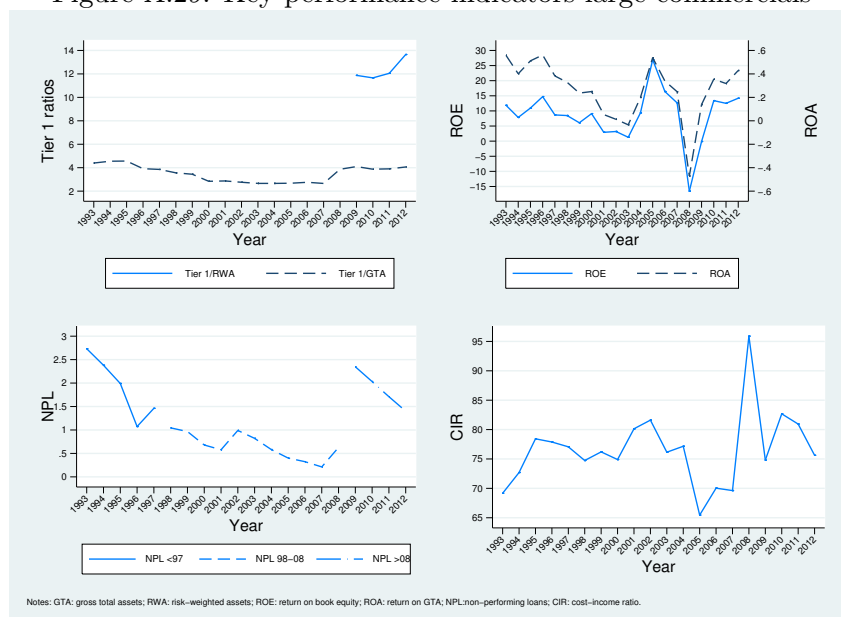 Figure A.29: Key performance indicators large commercials
14
12
10
8
6
4
2
Tier 1 ratios
1993 1994 1995 1996 1997 1998 1999 2000 2001 2002 2003 2004 2005 2006 2007 2008 2009 2010 2011 2012
Year
Tier 1/RWA Tier 1/GTA
30
25
20
15
10
5
0
−5
−10
−15
ROE
.6
.4
.2
0
−.2
−.4
−.6
ROA
1993 1994 1995 1996 1997 1998 1999 2000 2001 2002 2003 2004 2005 2006 2007 2008 2009 2010 2011 2012
Year
ROE ROA
3
2.5
2
1.5
1
.5
0
NPL
1993 1994 1995 1996 1997 1998 1999 2000 2001 2002 2003 2004 2005 2006 2007 2008 2009 2010 2011 2012
Year
NPL <97 NPL 98−08 NPL >08
95
90
85
80
75
70
65
CIR
1993 1994 1995 1996 1997 1998 1999 2000 2001 2002 2003 2004 2005 2006 2007 2008 2009 2010 2011 2012
Year
Notes: GTA: gross total assets; RWA: risk−weighted assets; ROE: return on book equity; ROA: return on GTA; NPL:non−performing loans; CIR: cost−income ratio.